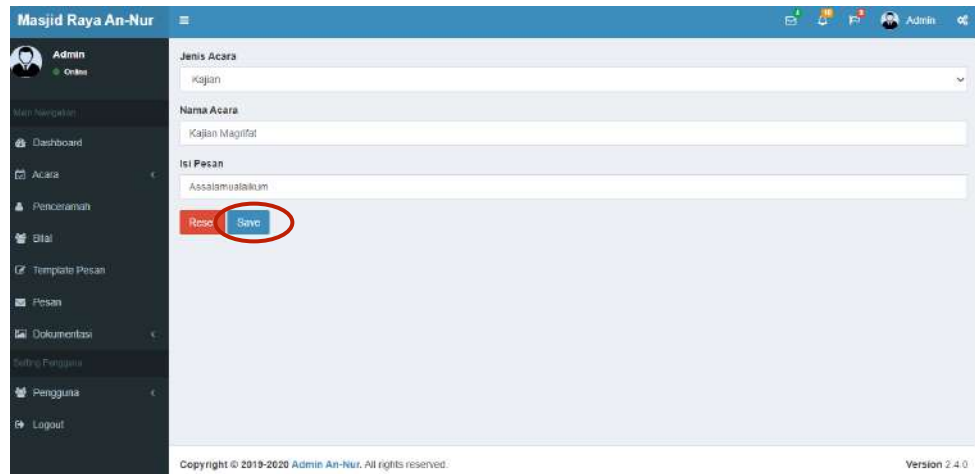 Masjid Raya An-Nur
Admin
Admin
Online
Main Navigation
Dashboard
Acara
Penceramah
Bilal
Template Pesan
Pesan
Dokumentasi
Setting Pengguna
Pengguna
Logout
Jenis Acara
Kajian
Nama Acara
Kajian Magrifat
Isi Pesan
Assalamualaikum
Rese Save
Copyright © 2019-2020 Admin An-Nur. All rights reserved.
Version 2.4.0